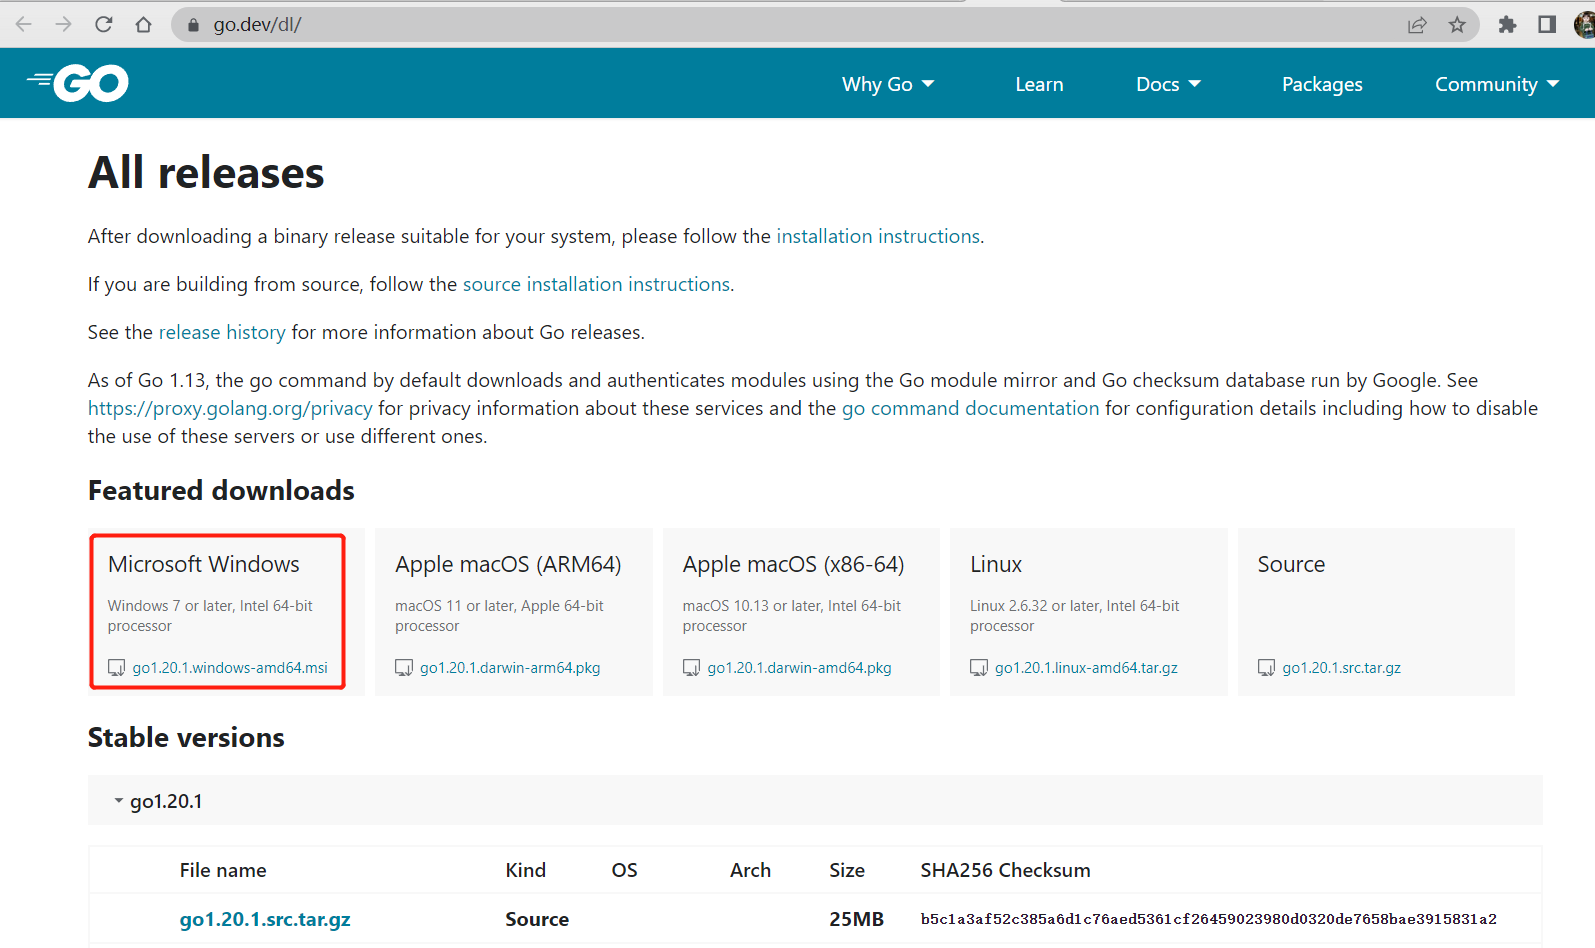 go.dev/dl/
GO
Why Go
Learn
Docs
Packages
Community
All releases
After downloading a binary release suitable for your system, please follow the installation instructions.
If you are building from source, follow the source installation instructions.
See the release history for more information about Go releases.
As of Go 1.13, the go command by default downloads and authenticates modules using the Go module mirror and Go checksum database run by Google. See
https://proxy.golang.org/privacy for privacy information about these services and the go command documentation for configuration details including how to disable
the use of these servers or use different ones.
Featured downloads
Microsoft Windows
Windows 7 or later, Intel 64-bit
processor
go1.20.1.windows-amd64.msi
Apple macOS (ARM64)
macOS 11 or later, Apple 64-bit
processor
go1.20.1.darwin-arm64.pkg
Apple macOS (x86-64)
macOS 10.13 or later, Intel 64-bit
processor
go1.20.1.darwin-amd64.pkg
Linux
Linux 2.6.32 or later, Intel 64-bit
processor
go1.20.1.linux-amd64.tar.gz
Source
go1.20.1.src.tar.gz
Stable versions
go1.20.1
File name Kind OS Arch Size SHA256 Checksum
go1.20.1.src.tar.gz Source 25MB b5c1a3af52c385a6d1c76aed5361cf26459023980d0320de7658bae3915831a2